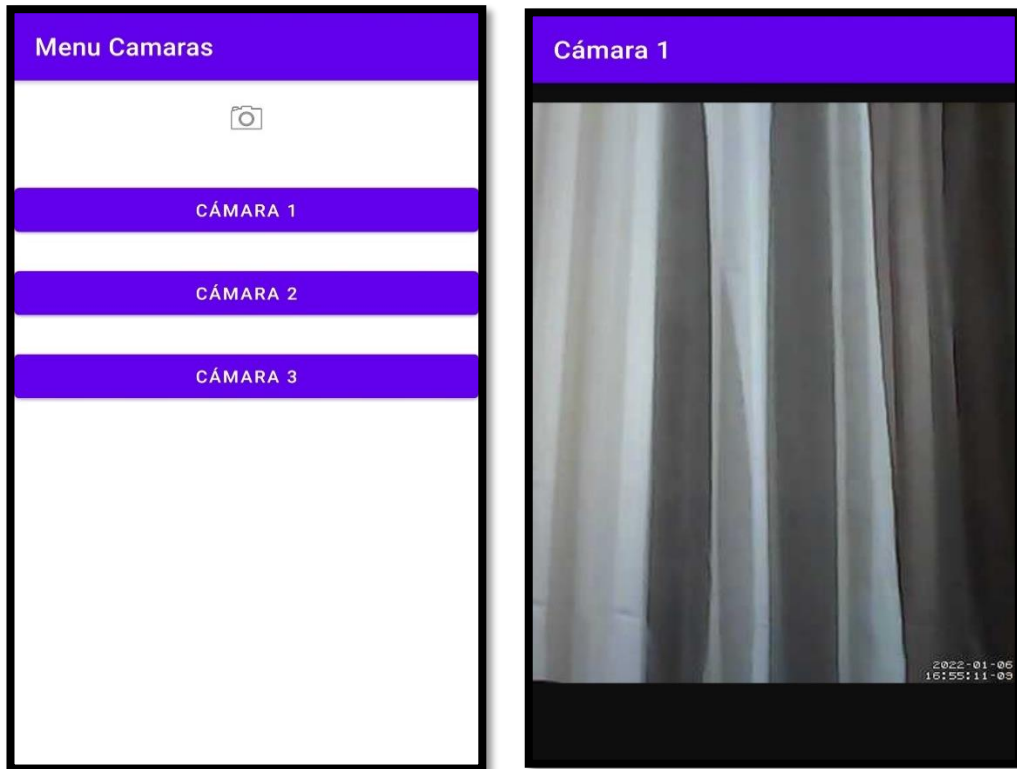 Menu Camaras
CÁMARA 1
CÁMARA 2
CÁMARA 3
Cámara 1
2022-01-06
16:55:11-09